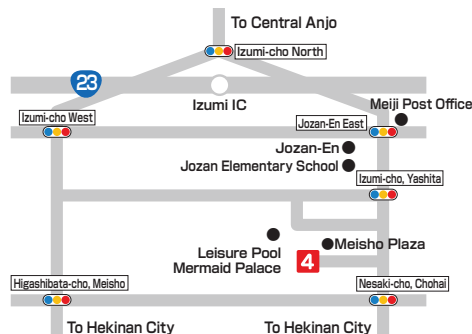 To Central Anjo
Izumi-cho North
23
Izumi IC
Meiji Post Office
Izumi-cho West
Jozan-En East
Jozan-En
Jozan Elementary School
Izumi-cho, Yashita
Meisho Plaza
Leisure Pool
Mermaid Palace
4
Higashibata-cho, Meisho
Nesaki-cho, Chohai
To Hekinan City
To Hekinan City